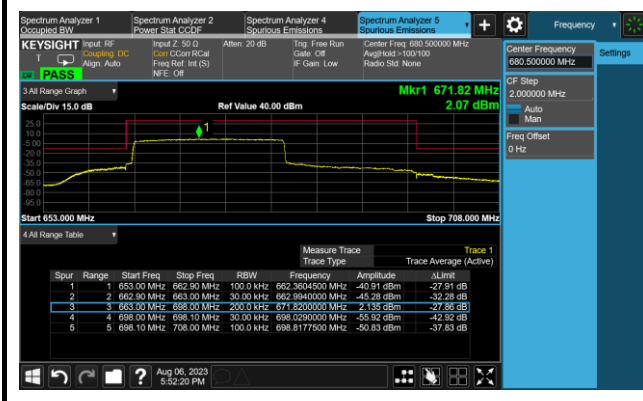 Spectrum Analyzer 1
Occupied BW
Spectrum Analyzer 2
Power Stat CCDF
Spectrum Analyzer 4
Spurious Emissions
Spectrum Analyzer 5
Spurious Emissions
▼
+
Frequency
▼
KEYSIGHT
T
PASS
Input: RF
Coupling: DC
Align: Auto
Input Z: 50 Ω
Corr CCorr RCal
Freq Ref: Int (S)
NFE: Off
Atten: 20 dB
Trig: Free Run
Gate: Off
IF Gain: Low
Center Freq: 680.500000 MHz
Avg|Hold:>100/100
Radio Std: None
Center Frequency
680.500000 MHz
Settings
CF Step
2.000000 MHz
Auto
Man
Freq Offset
0 Hz
3 All Range Graph ▼
Mkr1 671.82 MHz
Scale/Div 15.0 dB Ref Value 40.00 dBm 2.07 dBm
25.0
10.0
-5.00
-20.0
-35.0
-50.0
-65.0
-80.0
-95.0
1
Start 653.000 MHz Stop 708.000 MHz
4 All Range Table ▼
Measure Trace Trace 1
Trace Type Trace Average (Active)
Spur Range Start Freq Stop Freq RBW Frequency Amplitude ΔLimit
1 1 653.00 MHz 662.90 MHz 100.0 kHz 662.3604500 MHz -40.91 dBm -27.91 dB
2 2 662.90 MHz 663.00 MHz 30.00 kHz 662.9940000 MHz -45.28 dBm -32.28 dB
3 3 663.00 MHz 698.00 MHz 200.0 kHz 671.8200000 MHz 2.135 dBm -27.86 dB
4 4 698.00 MHz 698.10 MHz 30.00 kHz 698.0290000 MHz -55.92 dBm -42.92 dB
5 5 698.10 MHz 708.00 MHz 100.0 kHz 698.8177500 MHz -50.83 dBm -37.83 dB
?
Aug 06, 2023
5:52:20 PM